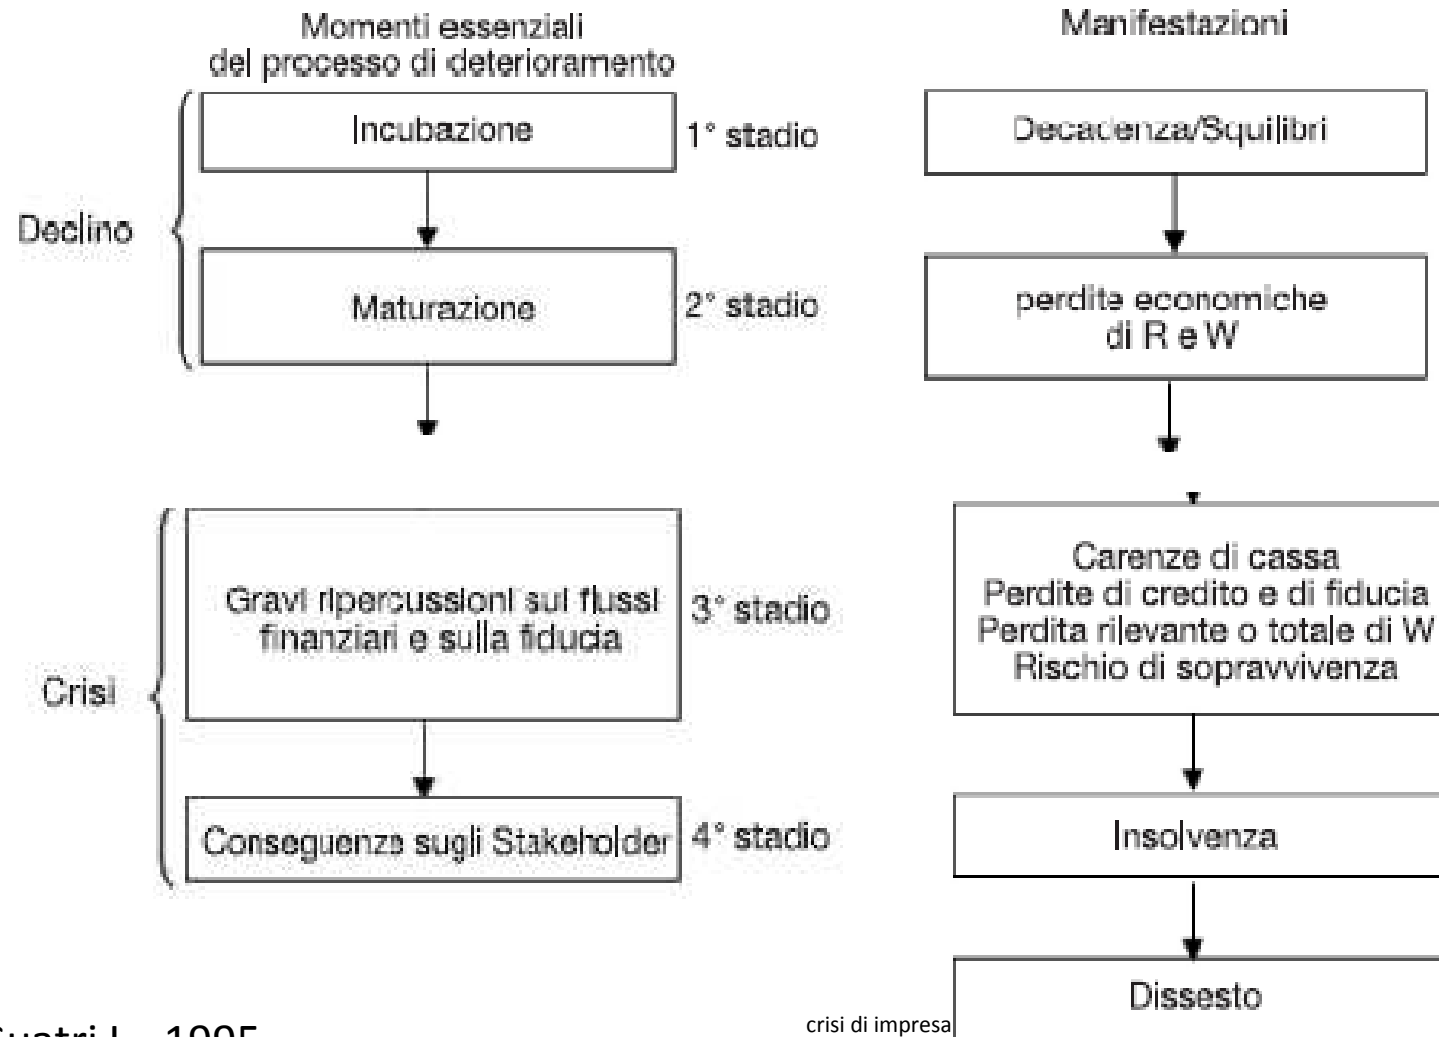 Momenti essenziali
del processo di deterioramento
Manifestazioni
Declino
Incubazione
1° stadio
Decadenza/Squilibri
Maturazione
2° stadio
perdite economiche
di R e W
Crisi
Gravi ripercussioni sui flussi
finanziari e sulla fiducia
3° stadio
Carenze di cassa
Perdite di credito e di fiducia
Perdita rilevante o totale di W
Rischio di sopravvivenza
Conseguenze sugli Stakeholder
4° stadio
Insolvenza
Dissesto
crisi di impresa
1995